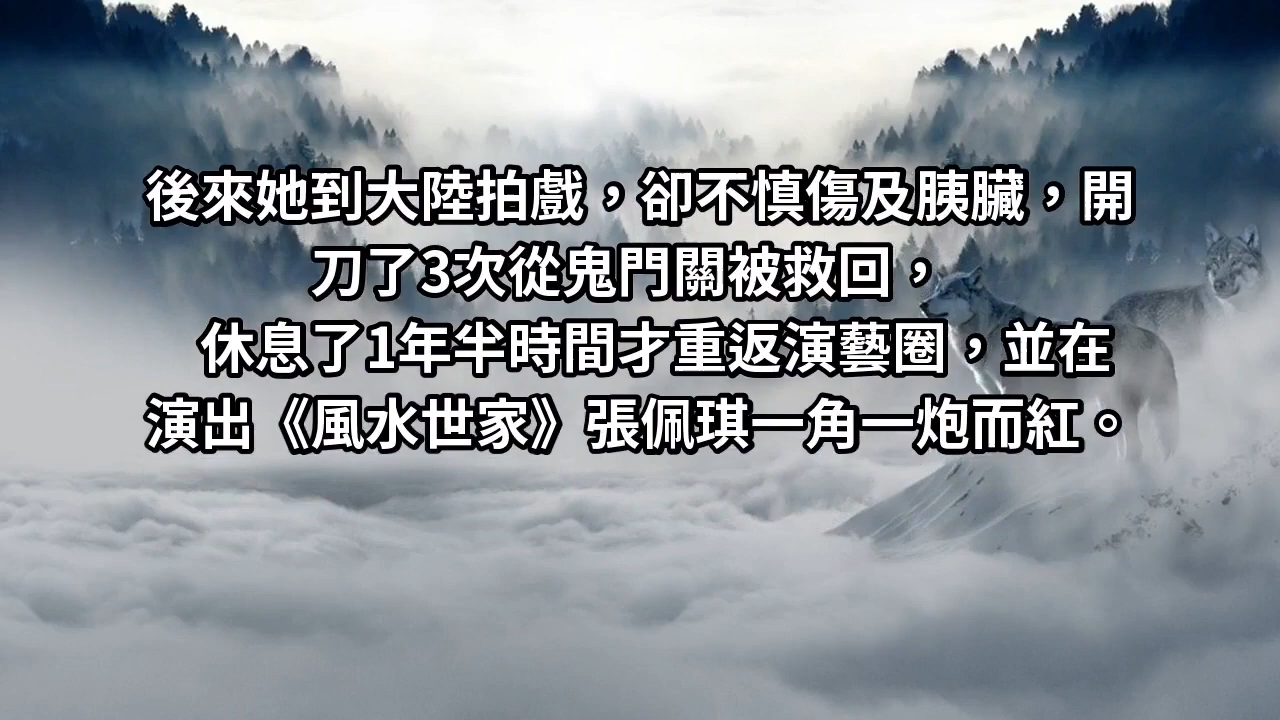 後來她到大陸拍戲，卻不慎傷及胰臟，開
刀了3次從鬼門關被救回，
休息了1年半時間才重返演藝圈，並在
演出《風水世家》張佩琪一角一炮而紅。